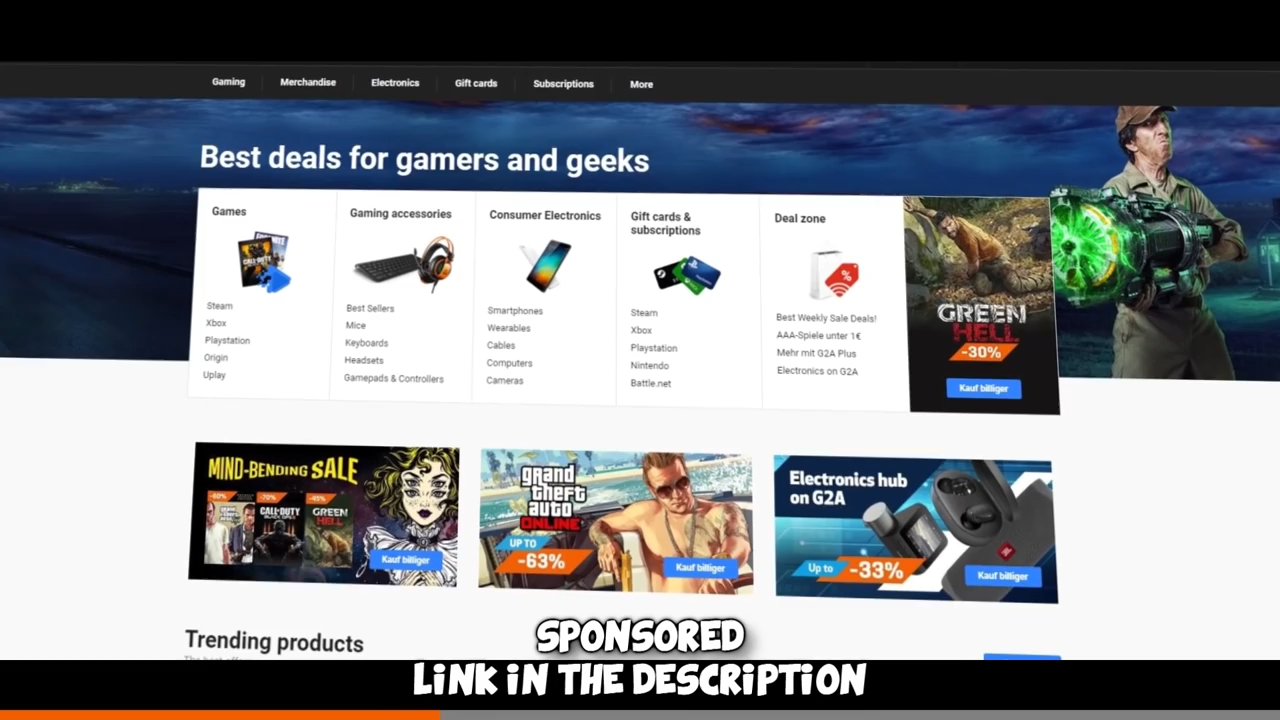 Gaming
Merchandise
Electronics
Gift cards
Subscriptions
More
Best deals for gamers and geeks
Games
Steam
Xbox
Playstation
Origin
Uplay
Gaming accessories
Best Sellers
Mice
Keyboards
Headsets
Gamepads & Controllers
Consumer Electronics
Smartphones
Wearables
Cables
Computers
Cameras
Gift cards &
subscriptions
Steam
Xbox
Playstation
Nintendo
Battle.net
Deal zone
%
Best Weekly Sale Deals!
AAA-Spiele unter 1€
Mehr mit G2A Plus
Electronics on G2A
GREEN
HELL
-30%
Kauf billiger
MIND-BENDING SALE
-60%
-70%
-45%
CALL DUTY
GREEN
HELL
Kauf billiger
grand
theft
auto
ONLINE
UP TO
-63%
Kauf billiger
Electronics hub
on G2A
Up to
-33%
Kauf billiger
Trending products
SPONSORED
LINK IN THE DESCRIPTION